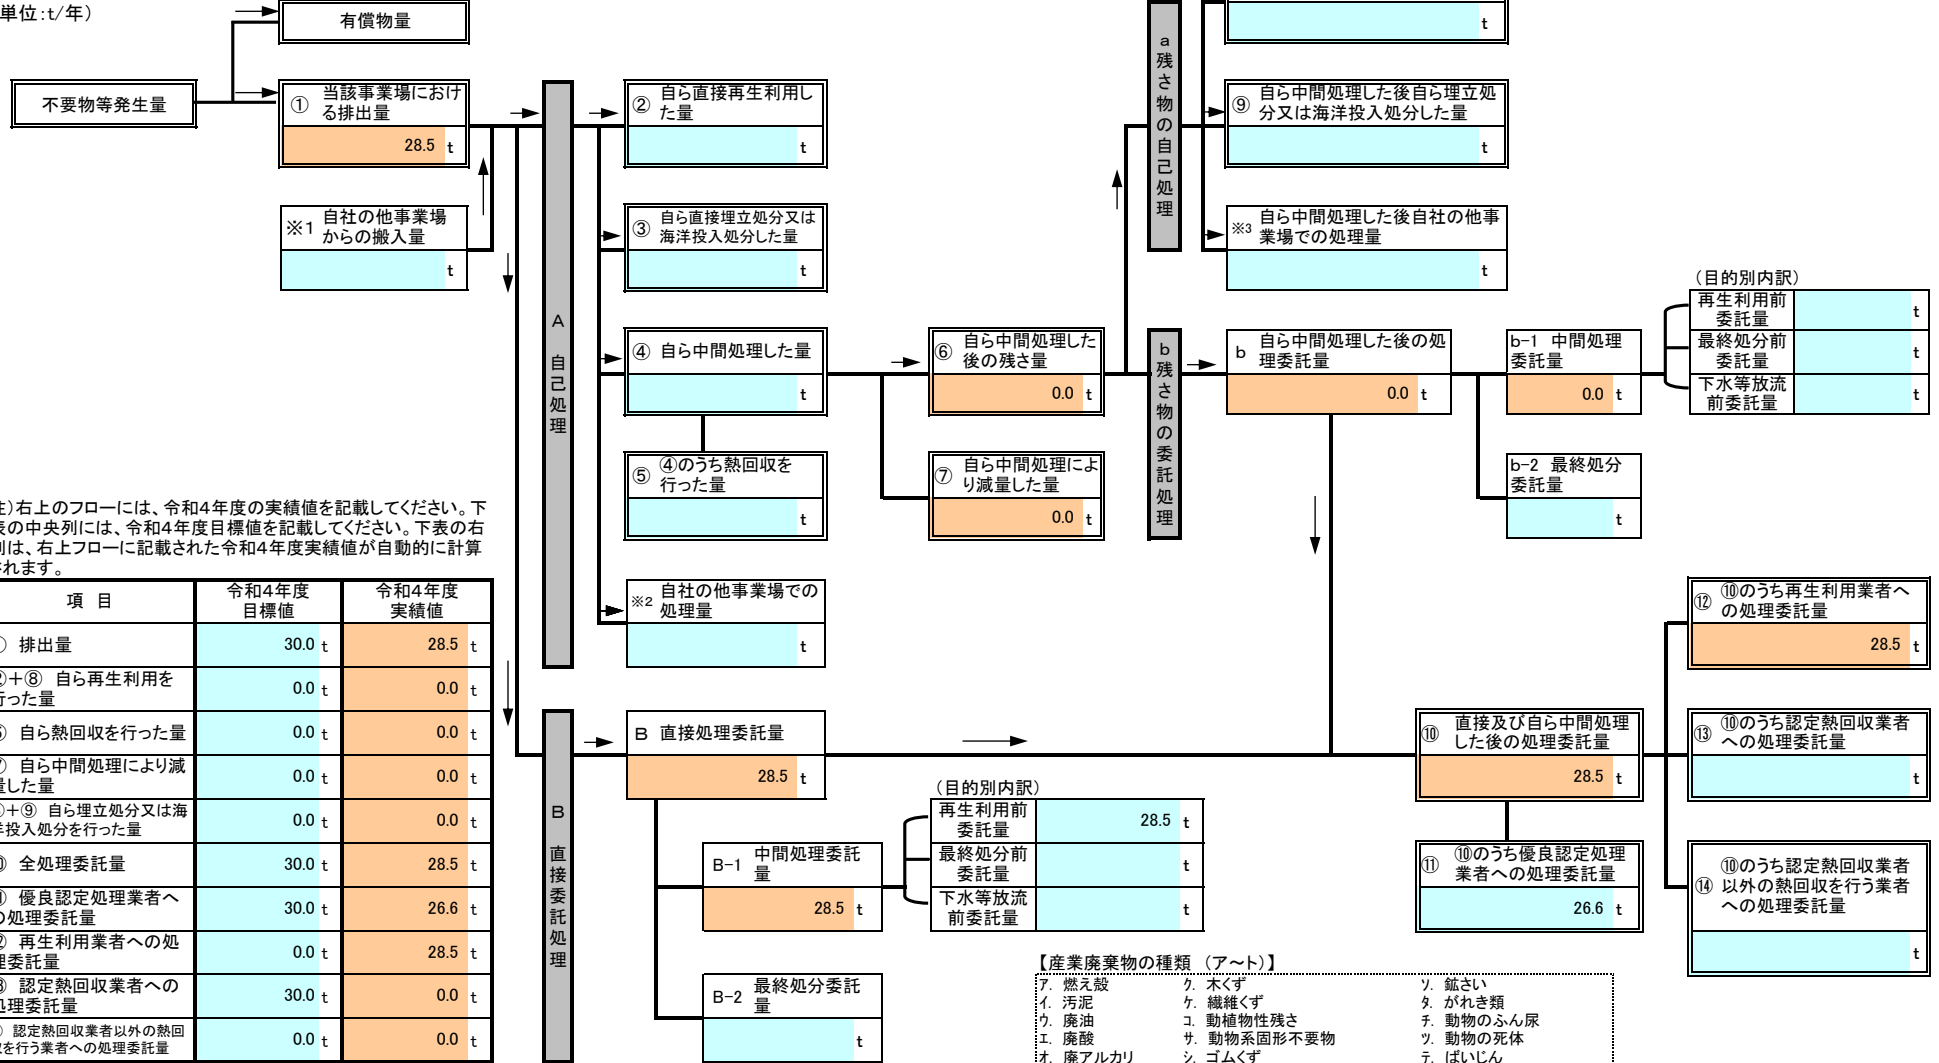 単位:t/年）
有償物量
不要物等発生量
① 当該事業場におけ
る排出量
28.5 t
※1 自社の他事業場
からの搬入量
t
A 自己処理
② 自ら直接再生利用し
た量
t
③ 自ら直接埋立処分又は
海洋投入処分した量
t
④ 自ら中間処理した量
t
⑤ ④のうち熱回収を
行った量
t
※2 自社の他事業場での
処理量
t
⑥ 自ら中間処理した
後の残さ量
0.0 t
⑦ 自ら中間処理によ
り減量した量
0.0 t
a 残さ物の自己処理
t
⑨ 自ら中間処理した後自ら埋立処
分又は海洋投入処分した量
t
※3 自ら中間処理した後自社の他事
業場での処理量
t
b 残さ物の委託処理
b 自ら中間処理した後の処
理委託量
0.0 t
b-1 中間処理
委託量
0.0 t
b-2 最終処分
委託量
t
（目的別内訳）
再生利用前
委託量
t
最終処分前
委託量
t
下水等放流
前委託量
t
）右上のフローには、令和4年度の実績値を記載してください。下
の中央列には、令和4年度目標値を記載してください。下表の右
は、右上フローに記載された令和4年度実績値が自動的に計算
れます。
項 目 令和4年度
目標値 令和4年度
実績値
排出量 30.0 t 28.5 t
+⑧ 自ら再生利用を
った量 0.0 t 0.0 t
自ら熱回収を行った量 0.0 t 0.0 t
自ら中間処理により減
した量 0.0 t 0.0 t
+⑨ 自ら埋立処分又は海
投入処分を行った量 0.0 t 0.0 t
全処理委託量 30.0 t 28.5 t
優良認定処理業者へ
の処理委託量 30.0 t 26.6 t
再生利用業者への処
理委託量 0.0 t 28.5 t
認定熱回収業者への
処理委託量 30.0 t 0.0 t
認定熱回収業者以外の熱回
を行う業者への処理委託量 0.0 t 0.0 t
B 直接委託処理
B 直接処理委託量
28.5 t
B-1 中間処理委託
量
28.5 t
B-2 最終処分委託
量
t
（目的別内訳）
再生利用前
委託量
28.5 t
最終処分前
委託量
t
下水等放流
前委託量
t
⑩ 直接及び自ら中間処理
した後の処理委託量
28.5 t
⑪ ⑩のうち優良認定処理
業者への処理委託量
26.6 t
⑫ ⑩のうち再生利用業者へ
の処理委託量
28.5 t
⑬ ⑩のうち認定熱回収業者
への処理委託量
t
⑭ ⑩のうち認定熱回収業者
以外の熱回収を行う業者
への処理委託量
t
【産業廃棄物の種類 （ア～ト）】
ア. 燃え殻 ク. 木くず ソ. 鉱さい
イ. 汚泥 ケ. 繊維くず タ. がれき類
ウ. 廃油 コ. 動植物性残さ チ. 動物のふん尿
エ. 廃酸 サ. 動物系固形不要物 ツ. 動物の死体
オ. 廃アルカリ シ. ゴムくず テ. ばいじん